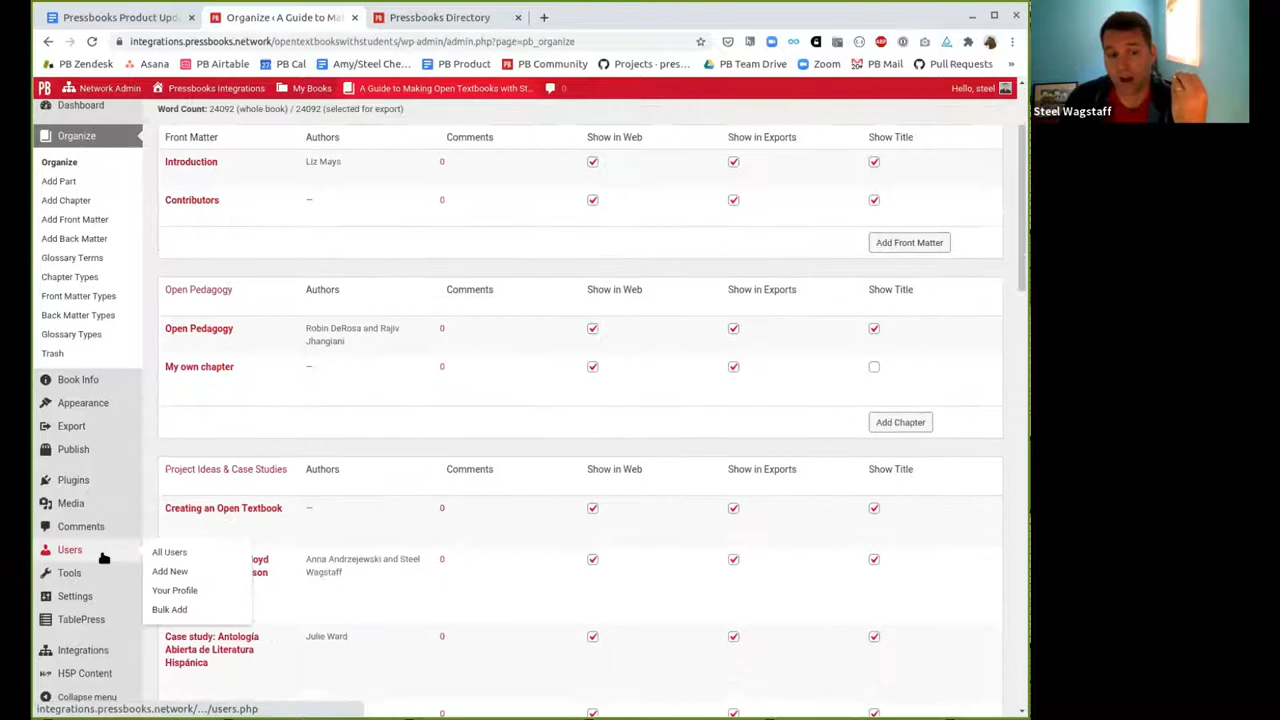 Pressbooks Product Upd
Organize ‹ A Guide to Mal
Pressbooks Directory
integrations.pressbooks.network/opentextbookswithstudents/wp-admin/admin.php?page=pb_organize
PB Zendesk
Asana
PB Airtable
PB Cal
Amy/Steel Che...
PB Product
PB Community
Projects · pres...
PB Team Drive
Zoom
PB Mail
Pull Requests
»
PB
Network Admin
Pressbooks Integrations
My Books
A Guide to Making Open Textbooks with St...
0
Hello, steel
Steel Wagstaff
Dashboard
Word Count: 24092 (whole book) / 24092 (selected for export)
Organize
Organize
Add Part
Add Chapter
Add Front Matter
Add Back Matter
Glossary Terms
Chapter Types
Front Matter Types
Back Matter Types
Glossary Types
Trash
Book Info
Appearance
Export
Publish
Plugins
Media
Comments
Users
Tools
Settings
TablePress
Integrations
H5P Content
Collapse menu
All Users
Add New
Your Profile
Bulk Add
Front Matter Authors Comments Show in Web Show in Exports Show Title
Introduction Liz Mays 0
Contributors — 0
Add Front Matter
Open Pedagogy Authors Comments Show in Web Show in Exports Show Title
Open Pedagogy Robin DeRosa and Rajiv 0
Jhangiani
My own chapter — 0
Add Chapter
Project Ideas & Case Studies Authors Comments Show in Web Show in Exports Show Title
Creating an Open Textbook — 0
loyd Anna Andrzejewski and Steel 0
son Wagstaff
Case study: Antología Julie Ward 0
Abierta de Literatura
Hispánica
0
integrations.pressbooks.network/.../users.php